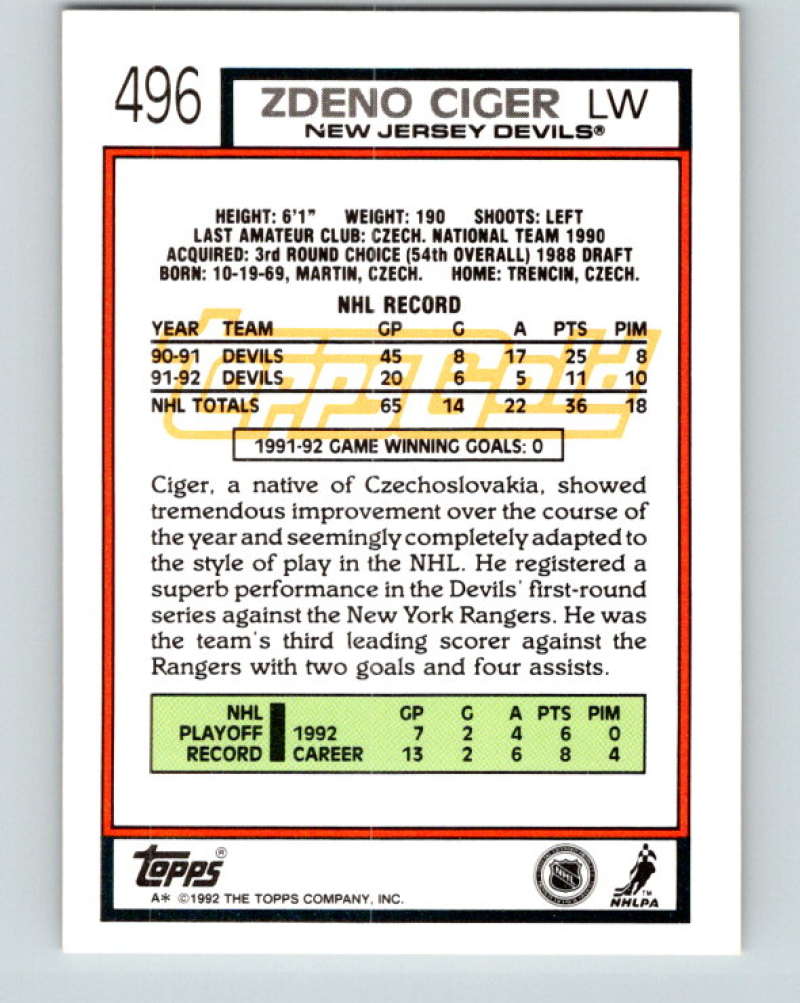 496
ZDENO CIGER LW
NEW JERSEY DEVILS®
HEIGHT: 6'1" WEIGHT: 190 SHOOTS: LEFT
LAST AMATEUR CLUB: CZECH. NATIONAL TEAM 1990
ACQUIRED: 3rd ROUND CHOICE (54th OVERALL) 1988 DRAFT
BORN: 10-19-69, MARTIN, CZECH. HOME: TRENCIN, CZECH.
NHL RECORD
YEAR TEAM GP G A PTS PIM
90-91 DEVILS 45 8 17 25 8
91-92 DEVILS 20 6 5 11 10
NHL TOTALS 65 14 22 36 18
ToppsGold
1991-92 GAME WINNING GOALS: 0
Ciger, a native of Czechoslovakia, showed
tremendous improvement over the course of
the year and seemingly completely adapted to
the style of play in the NHL. He registered a
superb performance in the Devils' first-round
series against the New York Rangers. He was
the team's third leading scorer against the
Rangers with two goals and four assists.
NHL GP G A PTS PIM
PLAYOFF 1992 7 2 4 6 0
RECORD CAREER 13 2 6 8 4
Topps®
A* ©1992 THE TOPPS COMPANY, INC.
NHL
TM
NHLPA